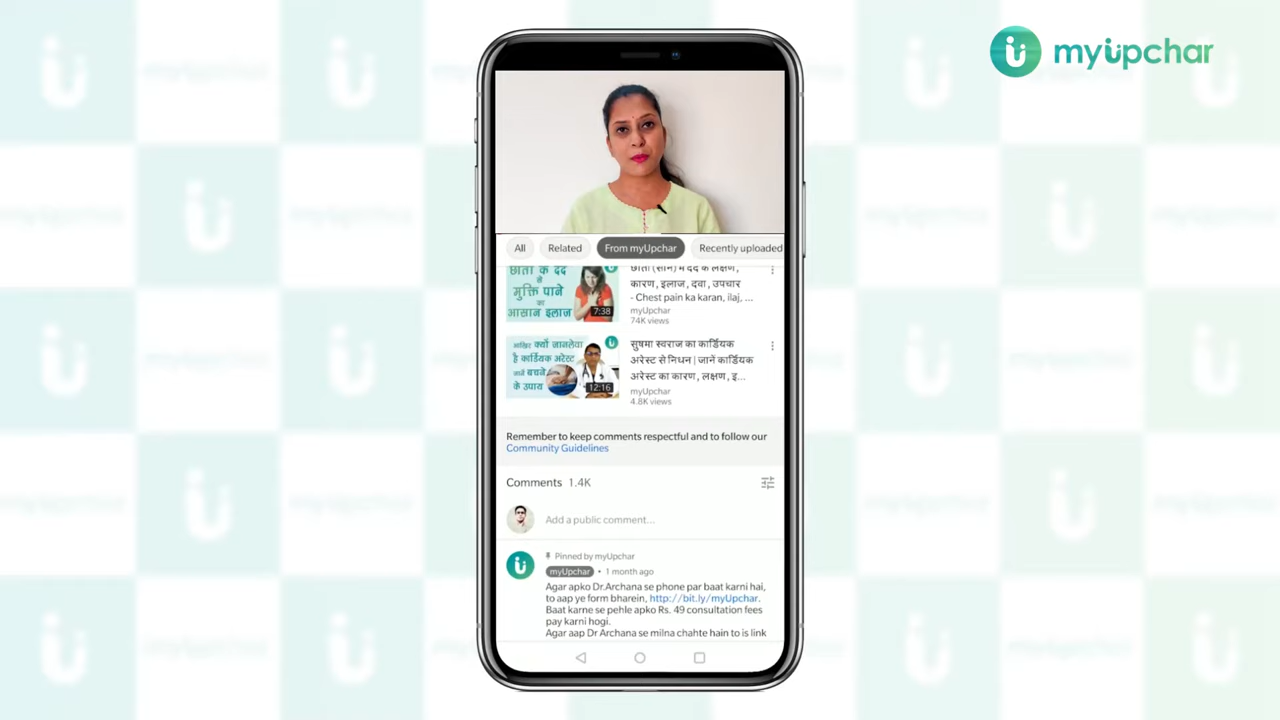 myUpchar
All Related From myUpchar Recently uploaded
छाती के दर्द
से
मुक्ति पाने
का
आसान इलाज
7:38
छाती (सीने) में दर्द के लक्षण,
कारण, इलाज, दवा, उपचार
- Chest pain ka karan, ilaj, ...
myUpchar
74K views
आखिर क्यों जानलेवा
है कार्डियक अरेस्ट
जानें बचने
के उपाय
12:16
सुषमा स्वराज का कार्डियक
अरेस्ट से निधन | जानें कार्डियक
अरेस्ट का कारण, लक्षण, इ...
myUpchar
4.8K views
Remember to keep comments respectful and to follow our
Community Guidelines
Comments 1.4K
Add a public comment...
Pinned by myUpchar
myUpchar • 1 month ago
Agar apko Dr.Archana se phone par baat karni hai,
to aap ye form bharein, http://bit.ly/myUpchar.
Baat karne se pehle apko Rs. 49 consultation fees
pay karni hogi.
Agar aap Dr Archana se milna chahte hain to is link